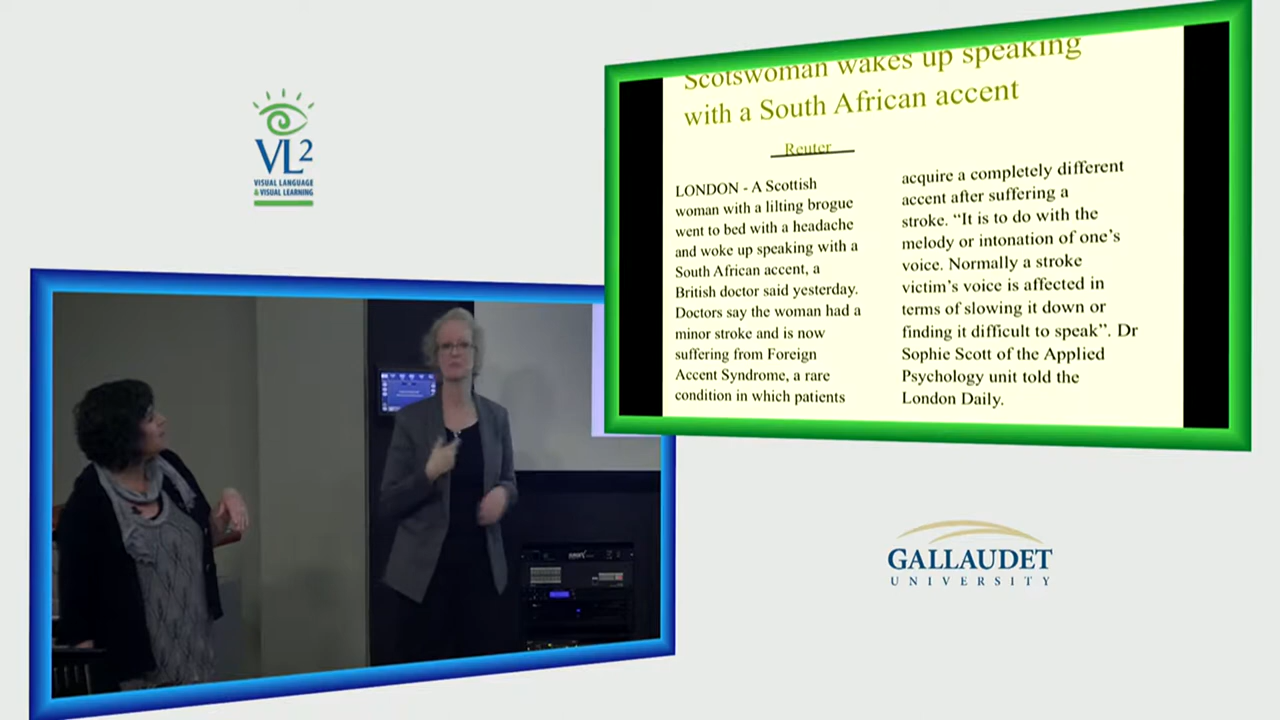 VL2
VISUAL LANGUAGE
& VISUAL LEARNING
Scotswoman wakes up speaking
with a South African accent
Reuter
LONDON - A Scottish
woman with a lilting brogue
went to bed with a headache
and woke up speaking with a
South African accent, a
British doctor said yesterday.
Doctors say the woman had a
minor stroke and is now
suffering from Foreign
Accent Syndrome, a rare
condition in which patients
acquire a completely different
accent after suffering a
stroke. “It is to do with the
melody or intonation of one’s
voice. Normally a stroke
victim’s voice is affected in
terms of slowing it down or
finding it difficult to speak”. Dr
Sophie Scott of the Applied
Psychology unit told the
London Daily.
GALLAUDET
UNIVERSITY